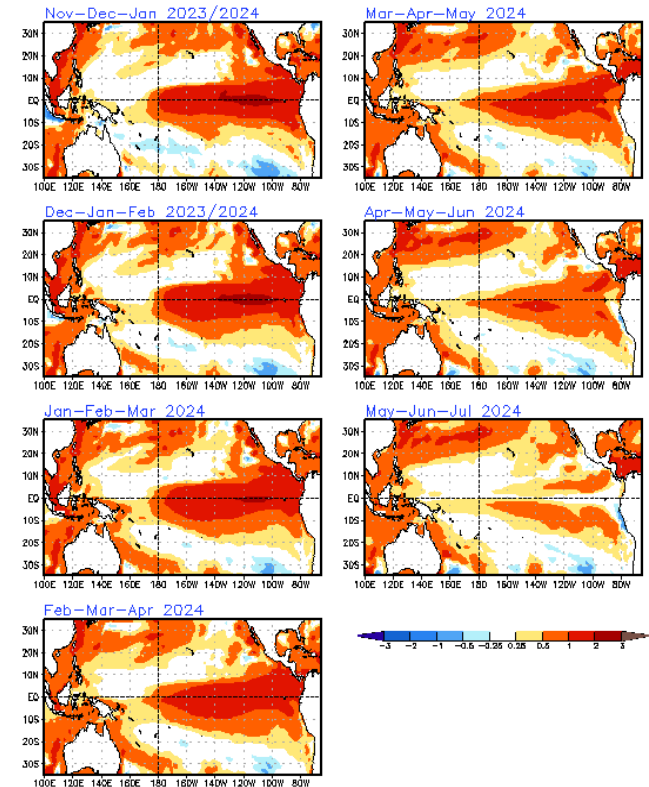 Nov-Dec-Jan 2023/2024
30N
20N
10N
EQ
10S
20S
30S
100E 120E 140E 160E 180 160W 140W 120W 100W 80W
Dec-Jan-Feb 2023/2024
30N
20N
10N
EQ
10S
20S
30S
100E 120E 140E 160E 180 160W 140W 120W 100W 80W
Jan-Feb-Mar 2024
30N
20N
10N
EQ
10S
20S
30S
100E 120E 140E 160E 180 160W 140W 120W 100W 80W
Feb-Mar-Apr 2024
30N
20N
10N
EQ
10S
20S
30S
100E 120E 140E 160E 180 160W 140W 120W 100W 80W
Mar-Apr-May 2024
30N
20N
10N
EQ
10S
20S
30S
100E 120E 140E 160E 180 160W 140W 120W 100W 80W
Apr-May-Jun 2024
30N
20N
10N
EQ
10S
20S
30S
100E 120E 140E 160E 180 160W 140W 120W 100W 80W
May-Jun-Jul 2024
30N
20N
10N
EQ
10S
20S
30S
100E 120E 140E 160E 180 160W 140W 120W 100W 80W
-3 -2 -1 -0.5 -0.25 0.25 0.5 1 2 3